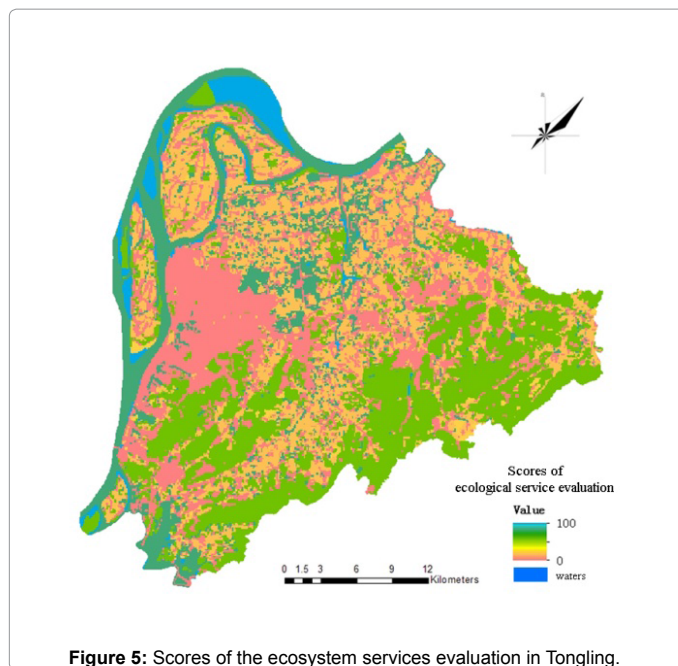 Scores of
ecological service evaluation
Value
100
0
waters
0 1.5 3 6 9 12
Kilometers
Figure 5: Scores of the ecosystem services evaluation in Tongling.